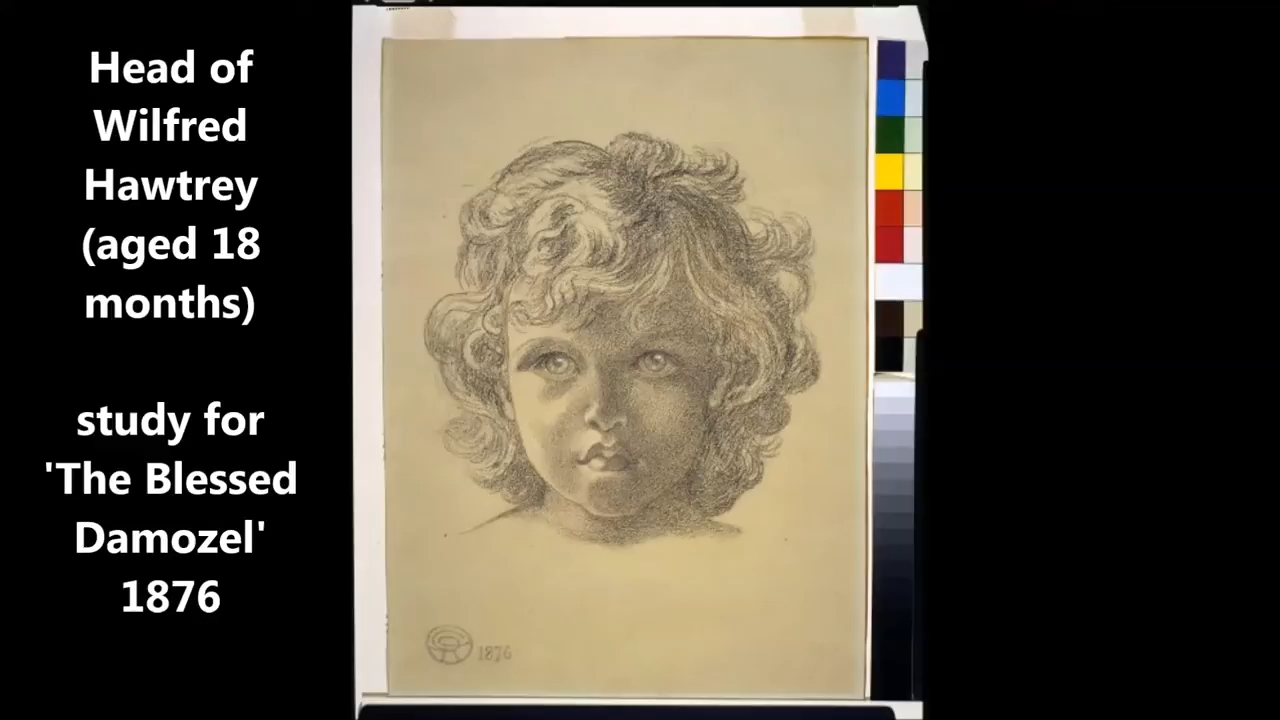 Head of
Wilfred
Hawtrey
(aged 18
months)
study for
'The Blessed
Damozel'
1876
1876